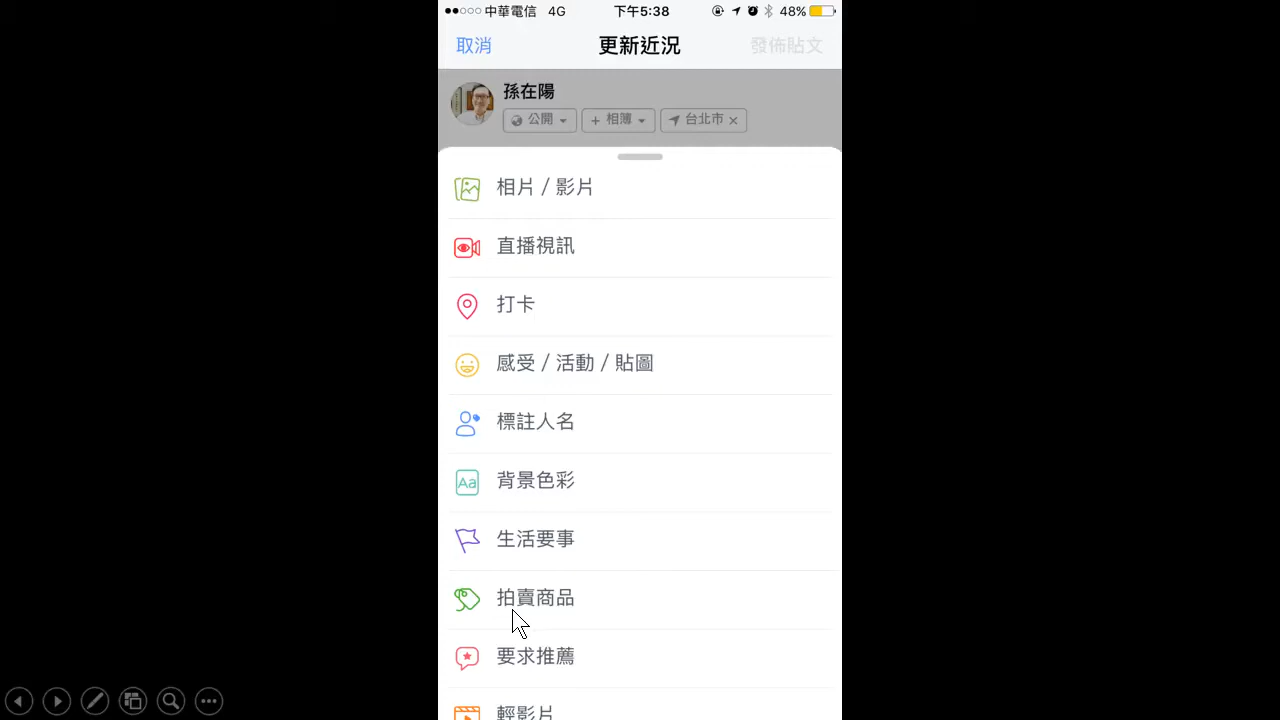 中華電信 4G 下午5:38 48%
取消 更新近況 發佈貼文
孫在陽
公開 + 相簿 台北市 ×
相片 / 影片
直播視訊
打卡
感受 / 活動 / 貼圖
標註人名
Aa 背景色彩
生活要事
拍賣商品
要求推薦
輕影片